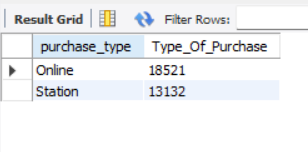 Result Grid Filter Rows:
purchase_type Type_Of_Purchase
Online 18521
Station 13132